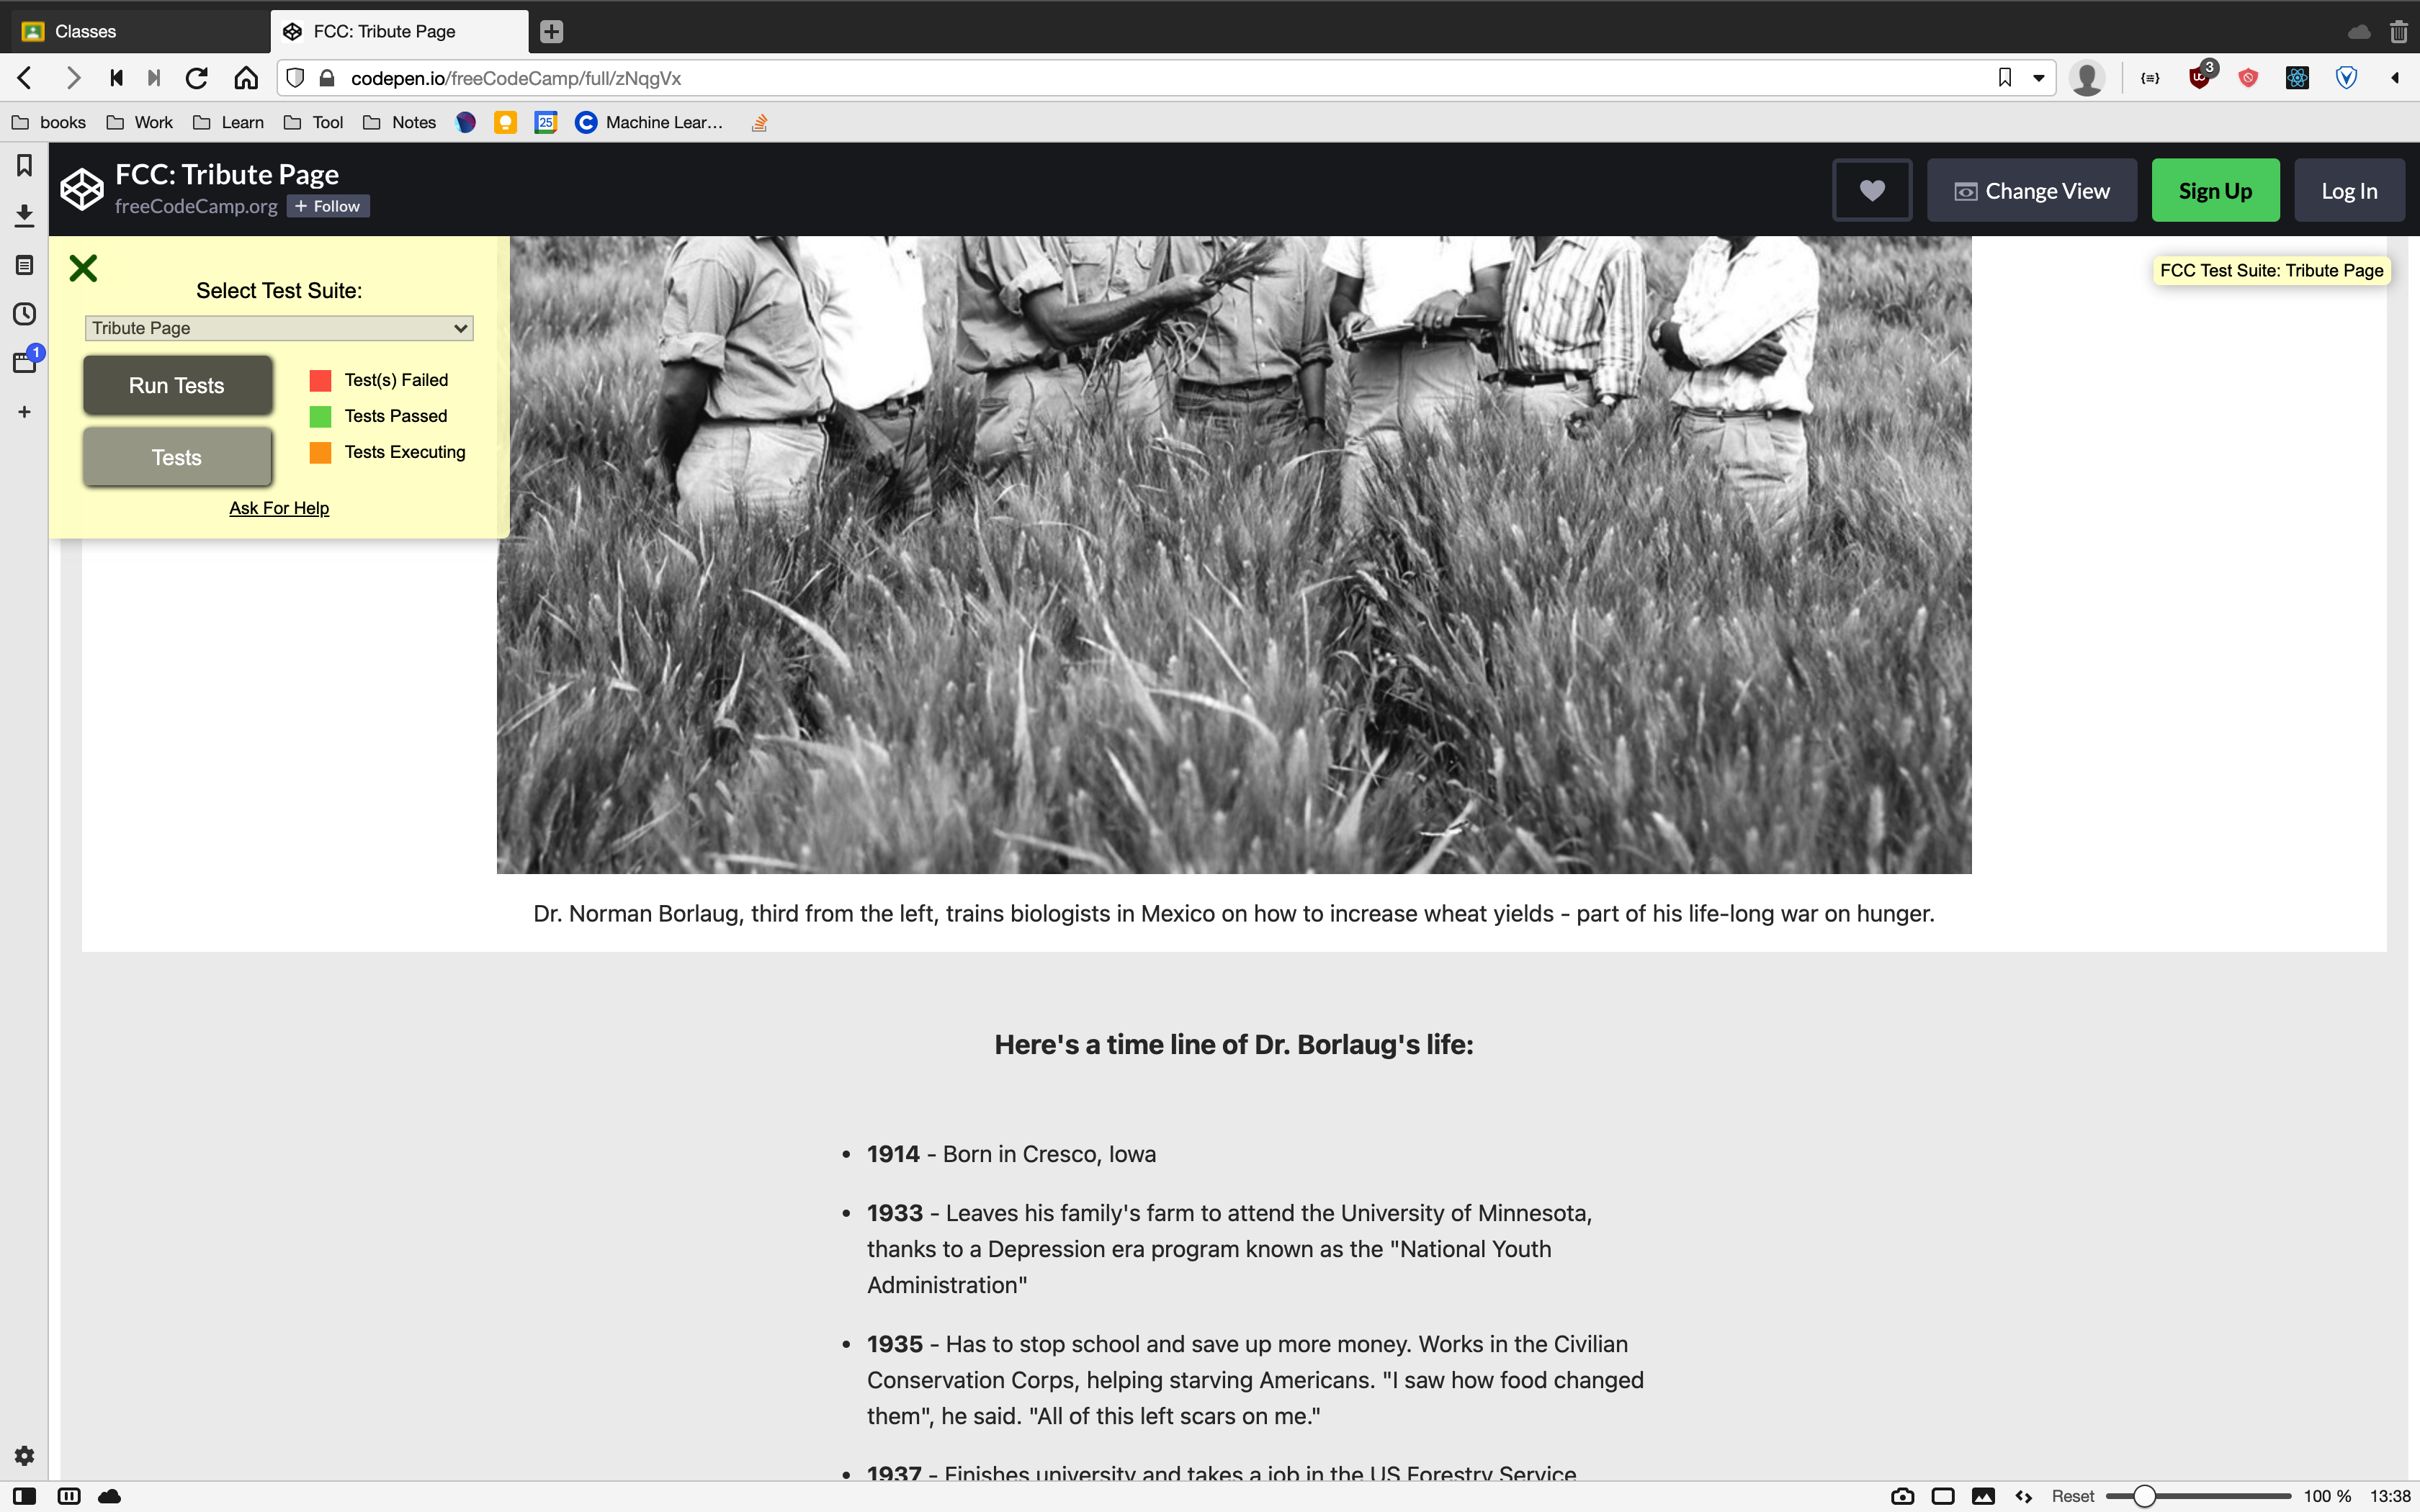 Classes
FCC: Tribute Page
codepen.io/freeCodeCamp/full/zNqgVx
3
books
Work
Learn
Tool
Notes
25
Machine Lear...
FCC: Tribute Page
freeCodeCamp.org
+ Follow
Change View
Sign Up
Log In
1
Select Test Suite:
Tribute Page
Run Tests
Tests
Test(s) Failed
Tests Passed
Tests Executing
Ask For Help
FCC Test Suite: Tribute Page
Dr. Norman Borlaug, third from the left, trains biologists in Mexico on how to increase wheat yields - part of his life-long war on hunger.
Here's a time line of Dr. Borlaug's life:
• 1914 - Born in Cresco, Iowa
• 1933 - Leaves his family's farm to attend the University of Minnesota,
thanks to a Depression era program known as the "National Youth
Administration"
• 1935 - Has to stop school and save up more money. Works in the Civilian
Conservation Corps, helping starving Americans. "I saw how food changed
them", he said. "All of this left scars on me."
• 1937 - Finishes university and takes a job in the US Forestry Service
Reset
100 %
13:38